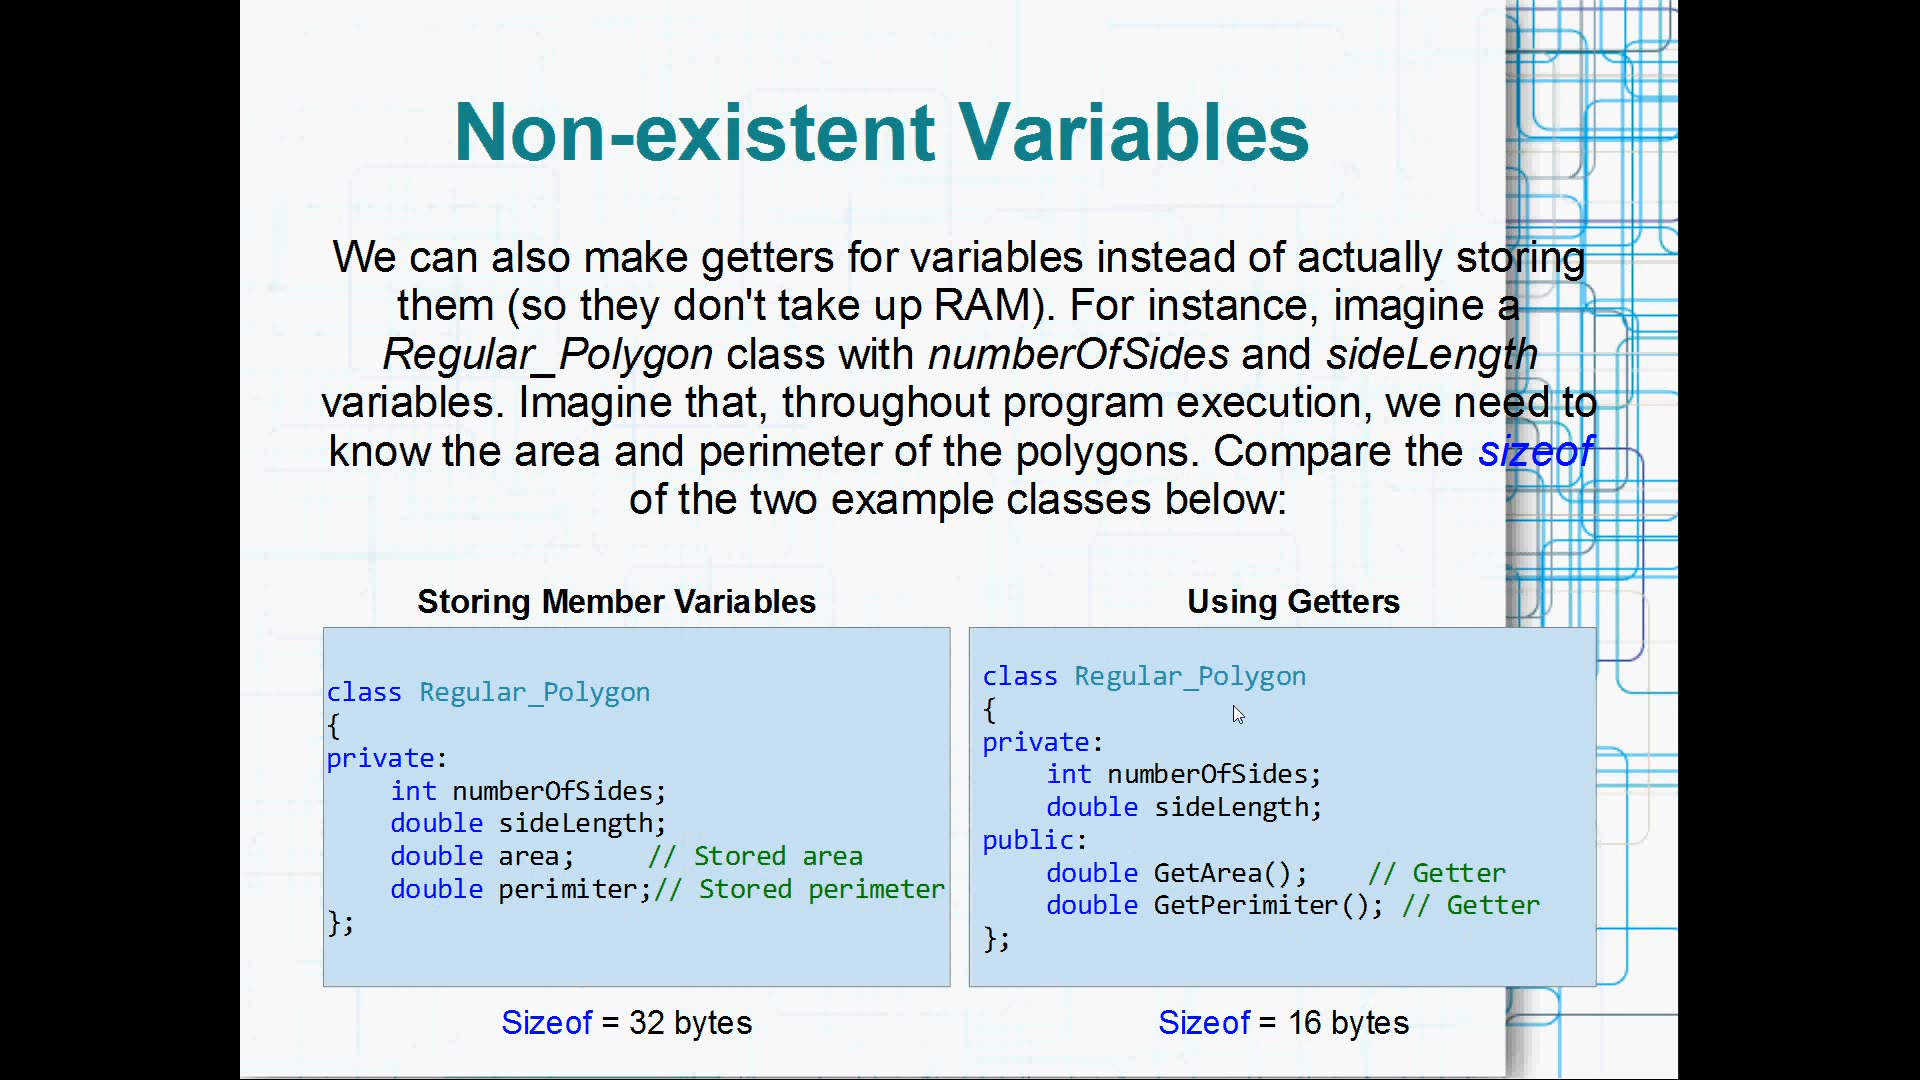 Non-existent Variables
We can also make getters for variables instead of actually storing
them (so they don't take up RAM). For instance, imagine a
Regular_Polygon class with numberOfSides and sideLength
variables. Imagine that, throughout program execution, we need to
know the area and perimeter of the polygons. Compare the sizeof
of the two example classes below:
Storing Member Variables
class Regular_Polygon
{
private:
int numberOfSides;
double sideLength;
double area; // Stored area
double perimiter;// Stored perimeter
};
Sizeof = 32 bytes
Using Getters
class Regular_Polygon
{
private:
int numberOfSides;
double sideLength;
public:
double GetArea(); // Getter
double GetPerimiter(); // Getter
};
Sizeof = 16 bytes